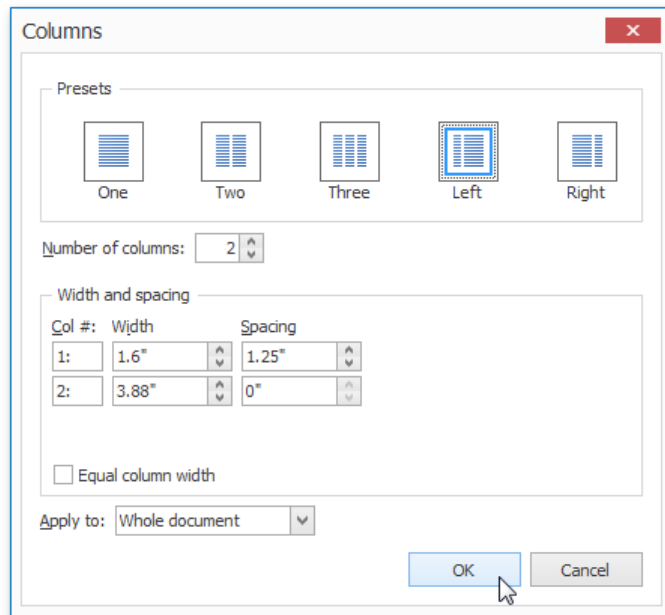 Columns
Presets
One Two Three Left Right
Number of columns: 2
Width and spacing
Col #: Width Spacing
1: 1.6" 1.25"
2: 3.88" 0"
Equal column width
Apply to: Whole document
OK Cancel